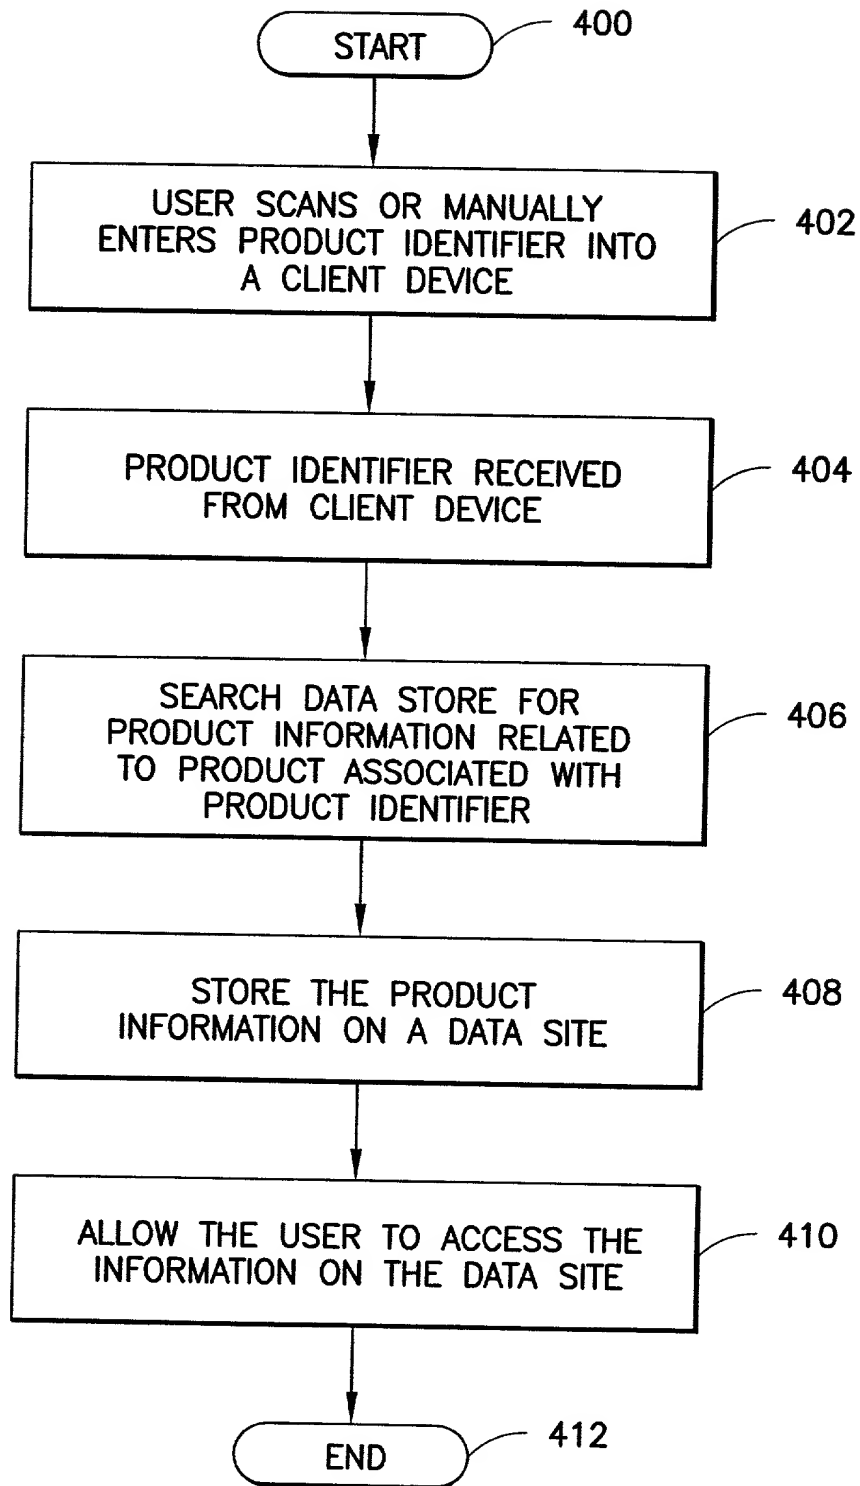 START
400
USER SCANS OR MANUALLY
ENTERS PRODUCT IDENTIFIER INTO
A CLIENT DEVICE
402
PRODUCT IDENTIFIER RECEIVED
FROM CLIENT DEVICE
404
SEARCH DATA STORE FOR
PRODUCT INFORMATION RELATED
TO PRODUCT ASSOCIATED WITH
PRODUCT IDENTIFIER
406
STORE THE PRODUCT
INFORMATION ON A DATA SITE
408
ALLOW THE USER TO ACCESS THE
INFORMATION ON THE DATA SITE
410
END
412